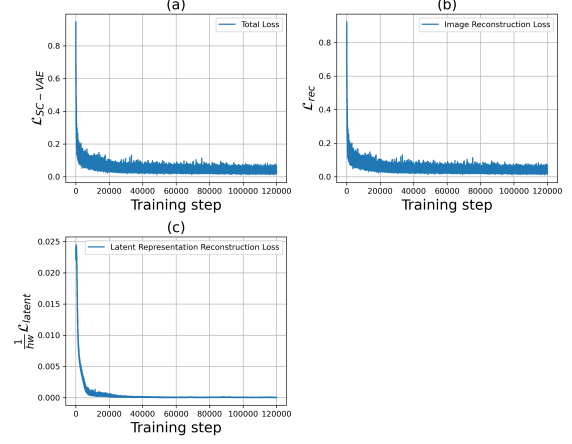 (a)
Total Loss
0.8
0.6
0.4
0.2
0.0
ℒSC−VAE
0 20000 40000 60000 80000 100000 120000
Training step
(b)
Image Reconstruction Loss
0.8
0.6
0.4
0.2
0.0
ℒrec
0 20000 40000 60000 80000 100000 120000
Training step
(c)
Latent Representation Reconstruction Loss
0.025
0.020
0.015
0.010
0.005
0.000
1/hw ℒlatent
0 20000 40000 60000 80000 100000 120000
Training step